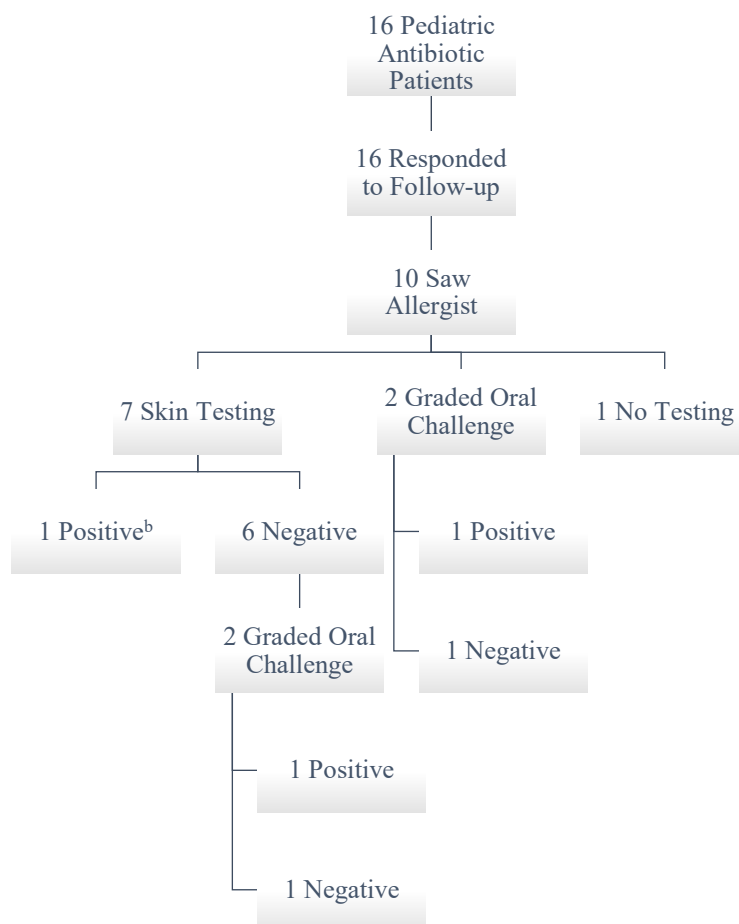 16 Pediatric
Antibiotic
Patients
16 Responded
to Follow-up
10 Saw
Allergist
7 Skin Testing
2 Graded Oral
Challenge
1 No Testing
1 Positiveᵇ
6 Negative
1 Positive
2 Graded Oral
Challenge
1 Negative
1 Positive
1 Negative